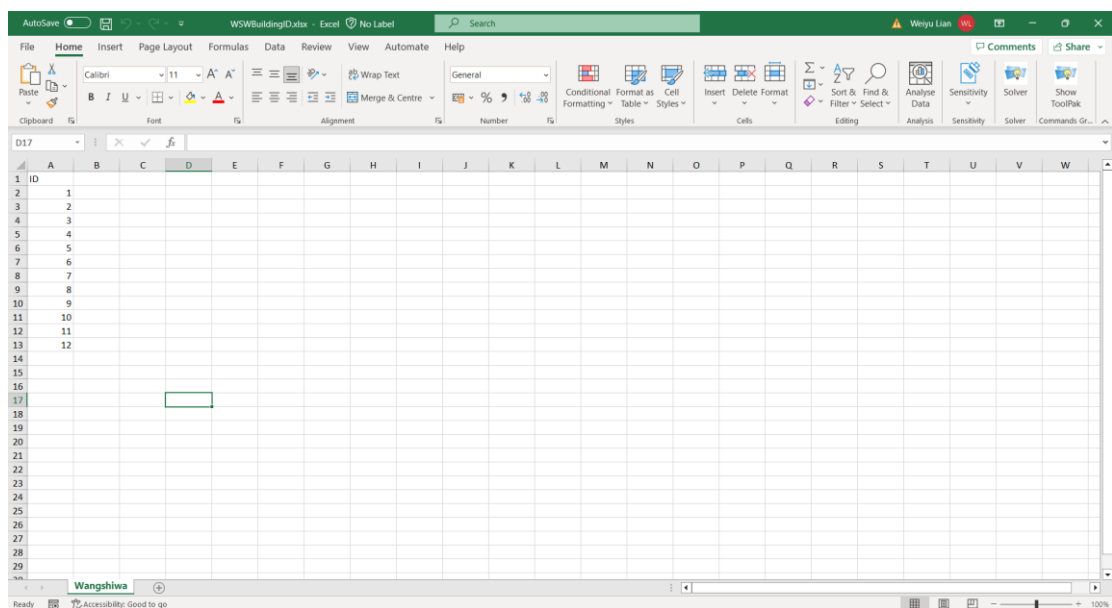 AutoSave WSWBuildingID.xlsx - Excel No Label Search Weiyu Lian WL
File Home Insert Page Layout Formulas Data Review View Automate Help Comments Share
Paste Calibri 11 A^ A˅ Wrap Text General Conditional Formatting Format as Table Cell Styles Insert Delete Format Sort & Filter Find & Select Analyse Data Sensitivity Solver Show ToolPak
B I U A Merge & Centre % 9
Clipboard Font Alignment Number Styles Cells Editing Analysis Sensitivity Solver Commands Gr...
D17 fx
A B C D E F G H I J K L M N O P Q R S T U V W
1 ID
2 1
3 2
4 3
5 4
6 5
7 6
8 7
9 8
10 9
11 10
12 11
13 12
14
15
16
17
18
19
20
21
22
23
24
25
26
27
28
29
Wangshiwa
Ready Accessibility: Good to go 100%